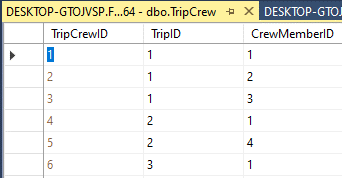 DESKTOP-GTOJVSP.F...64 - dbo.TripCrew DESKTOP-GTOJ
TripCrewID TripID CrewMemberID
1 1 1
2 1 2
3 1 3
4 2 1
5 2 4
6 3 1